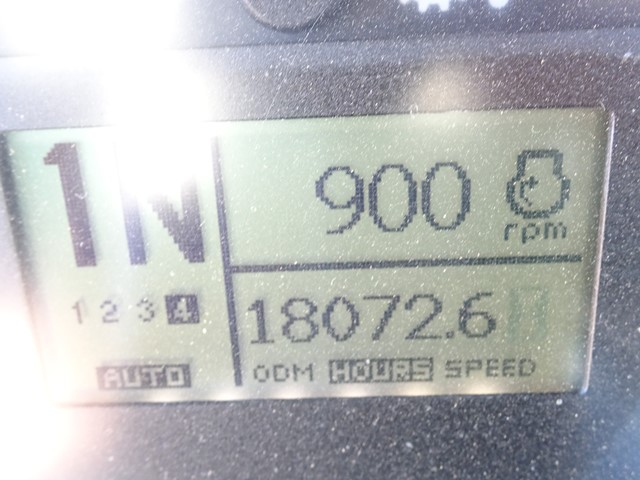 1N
900
rpm
1 2 3 4
18072.6
AUTO
ODM HOURS SPEED